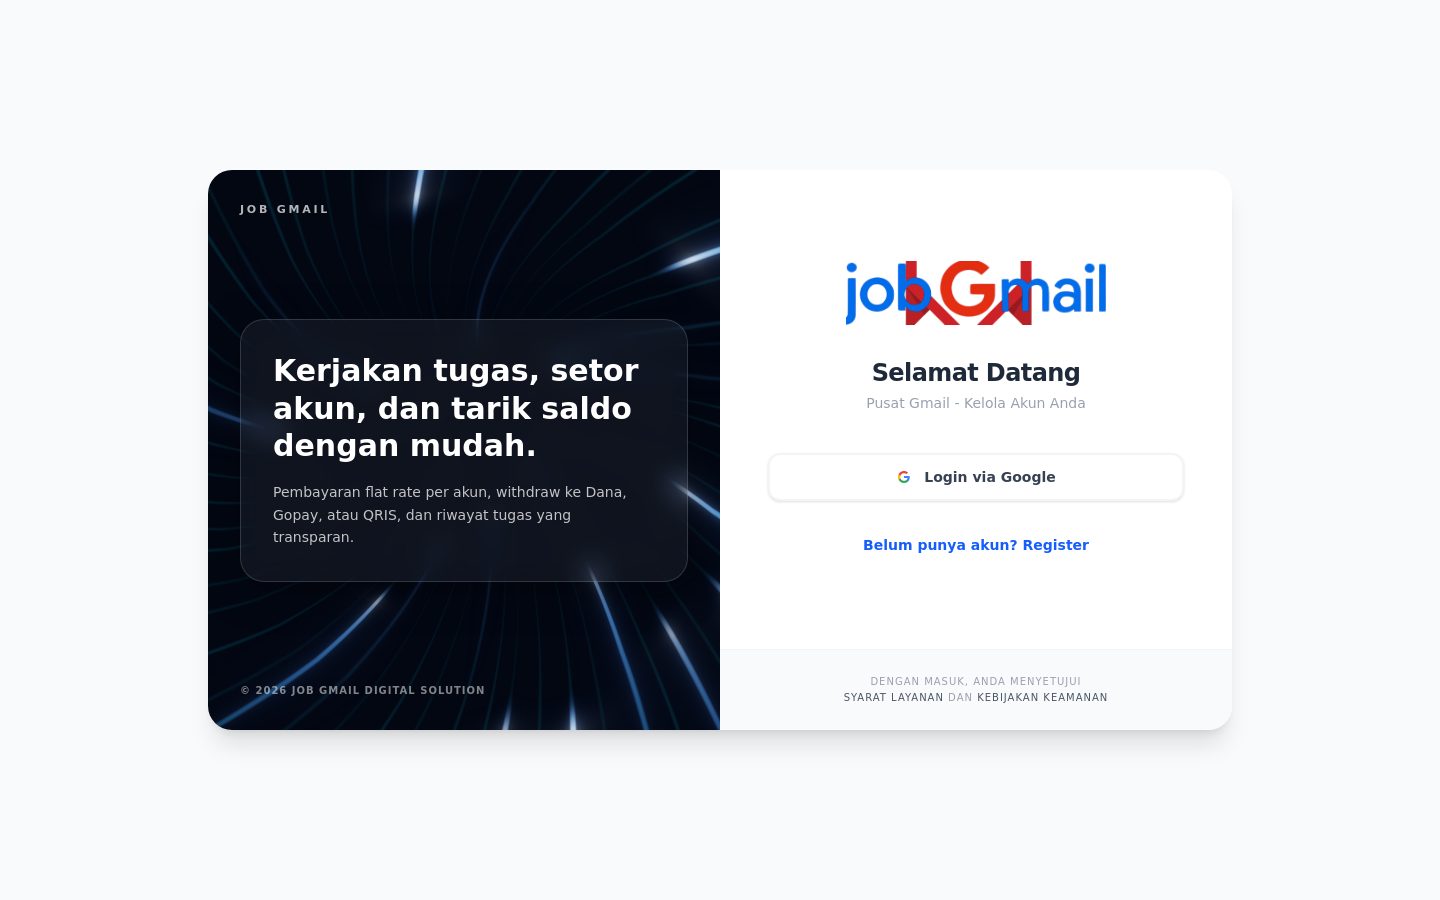 JOB GMAIL
Kerjakan tugas, setor
akun, dan tarik saldo
dengan mudah.
Pembayaran flat rate per akun, withdraw ke Dana,
Gopay, atau QRIS, dan riwayat tugas yang
transparan.
© 2026 JOB GMAIL DIGITAL SOLUTION
jobGmail
Selamat Datang
Pusat Gmail - Kelola Akun Anda
Login via Google
Belum punya akun? Register
DENGAN MASUK, ANDA MENYETUJUI
SYARAT LAYANAN DAN KEBIJAKAN KEAMANAN